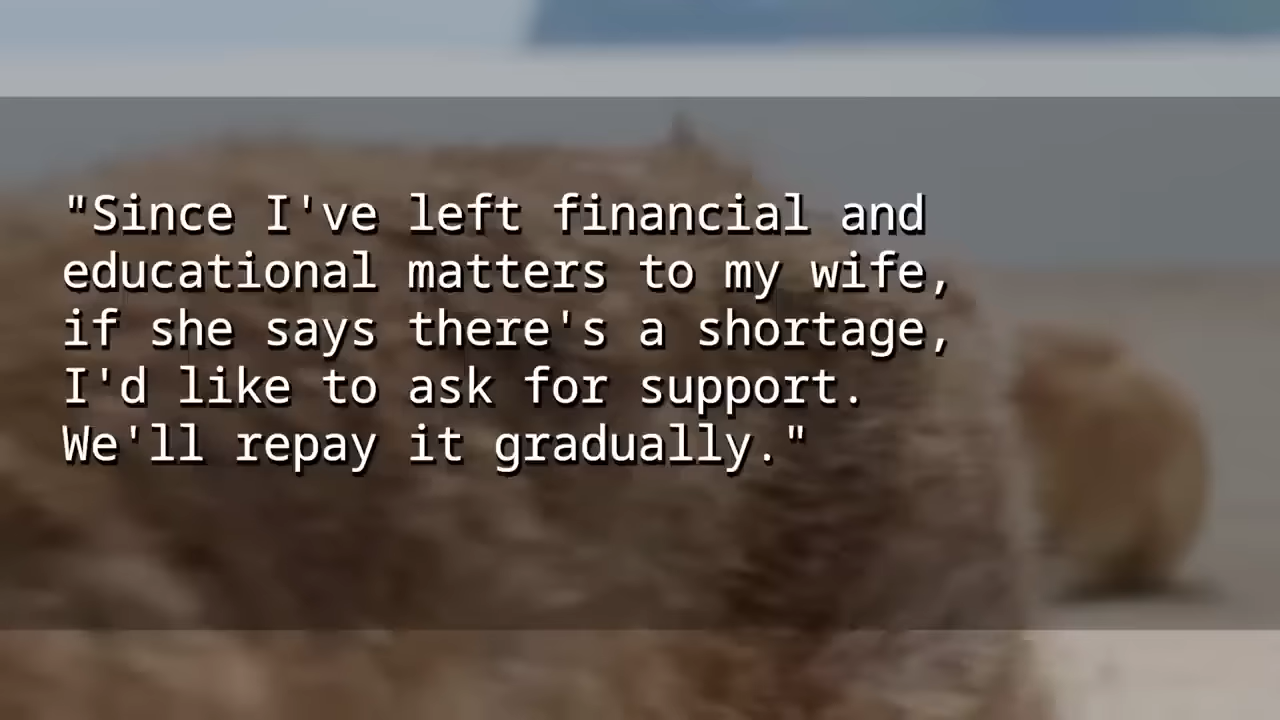 "Since I've left financial and
educational matters to my wife,
if she says there's a shortage,
I'd like to ask for support.
We'll repay it gradually."